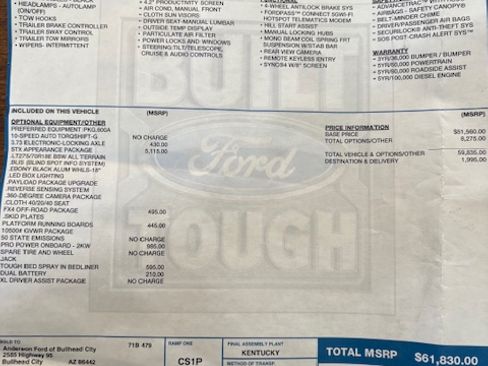 HEADLAMPS - AUTOLAMP
(ON/OFF)
• TOW HOOKS
• TRAILER BRAKE CONTROLLER
• TRAILER SWAY CONTROL
• TRAILER TOW MIRRORS
• WIPERS- INTERMITTENT
• 4.2" PRODUCTIVITY SCREEN
• AIR COND, MANUAL FRONT
• CLOTH SUN VISORS
• DRIVER SEAT-MANUAL LUMBAR
• OUTSIDE TEMP DISPLAY
• PARTICULATE AIR FILTER
• POWER LOCKS AND WINDOWS
• STEERING:TILT/TELESCOPE,
CRUISE & AUDIO CONTROLS
FUNCTIONAL
• 4-WHEEL ANTILOCK BRAKE SYS
• FORDPASS™ CONNECT 5GWI-FI
HOTSPOT TELEMATICS MODEM
• HILL START ASSIST
• MANUAL LOCKING HUBS
• MONO BEAM COIL SPRING FRT
SUSPENSION W/STAB BAR
• REAR VIEW CAMERA
• REMOTE KEYLESS ENTRY
• SYNC®4 W/8" SCREEN
• ADVANCETRAC™ WITH
• AIRBAGS - SAFETY CANOPY®
• BELT-MINDER CHIME
• DRIVER/PASSENGER AIR BAGS
• SECURILOCK® ANTI-THEFT SYS
• SOS POST-CRASH ALERT SYS™
WARRANTY
• 3YR/36,000 BUMPER / BUMPER
• 5YR/60,000 POWERTRAIN
• 5YR/60,000 ROADSIDE ASSIST
• 5YR/100,000 DIESEL ENGINE
BUILT
Ford
TOUGH
INCLUDED ON THIS VEHICLE (MSRP)
OPTIONAL EQUIPMENT/OTHER
PREFERRED EQUIPMENT PKG.600A
10-SPEED AUTO TORQSHIFT-G NO CHARGE
3.73 ELECTRONIC-LOCKING AXLE 430.00
STX APPEARANCE PACKAGE 5,115.00
.LT275/70R18E BSW ALL TERRAIN
.BLIS (BLIND SPOT INFO SYSTEM)
.EBONY BLACK ALUM WHLS-18"
.LED BOX LIGHTING
.PAYLOAD PACKAGE UPGRADE
.REVERSE SENSING SYSTEM
.360-DEGREE CAMERA PACKAGE
.CLOTH 40/20/40 SEAT
FX4 OFF-ROAD PACKAGE 495.00
.SKID PLATES
PLATFORM RUNNING BOARDS 445.00
10500# GVWR PACKAGE
50 STATE EMISSIONS NO CHARGE
PRO POWER ONBOARD - 2KW 985.00
SPARE TIRE AND WHEEL NO CHARGE
JACK
TOUGH BED SPRAY IN BEDLINER 595.00
DUAL BATTERY 210.00
XL DRIVER ASSIST PACKAGE NO CHARGE
PRICE INFORMATION (MSRP)
BASE PRICE $51,560.00
TOTAL OPTIONS/OTHER 8,275.00
TOTAL VEHICLE & OPTIONS/OTHER 59,835.00
DESTINATION & DELIVERY 1,995.00
SOLD TO
Anderson Ford of Bullhead City 71B 479
2585 Highway 95
Bullhead City AZ 86442
RAMP ONE
CS1P
FINAL ASSEMBLY PLANT
KENTUCKY
METHOD OF TRANSP.
TOTAL MSRP $61,830.00